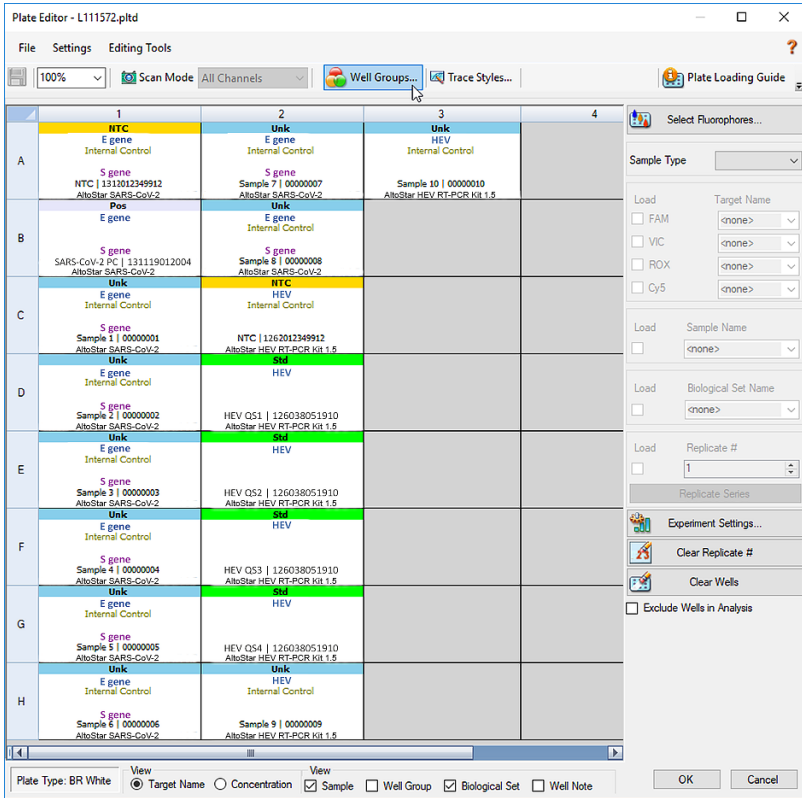 Plate Editor - L111572.pltd
File Settings Editing Tools ?
100% Scan Mode All Channels Well Groups... Trace Styles... Plate Loading Guide
1 2 3 4
A
NTC
E gene
Internal Control
S gene
NTC | 1312012349912
AltoStar SARS-CoV-2
Unk
E gene
Internal Control
S gene
Sample 7 | 00000007
AltoStar SARS-CoV-2
Unk
HEV
Internal Control
Sample 10 | 00000010
AltoStar HEV RT-PCR Kit 1.5
B
Pos
E gene
S gene
SARS-CoV-2 PC | 131119012004
AltoStar SARS-CoV-2
Unk
E gene
Internal Control
S gene
Sample 8 | 00000008
AltoStar SARS-CoV-2
C
Unk
E gene
Internal Control
S gene
Sample 1 | 00000001
AltoStar SARS-CoV-2
NTC
HEV
Internal Control
NTC | 1262012349912
AltoStar HEV RT-PCR Kit 1.5
D
Unk
E gene
Internal Control
S gene
Sample 2 | 00000002
AltoStar SARS-CoV-2
Std
HEV
HEV QS1 | 126038051910
AltoStar HEV RT-PCR Kit 1.5
E
Unk
E gene
Internal Control
S gene
Sample 3 | 00000003
AltoStar SARS-CoV-2
Std
HEV
HEV QS2 | 126038051910
AltoStar HEV RT-PCR Kit 1.5
F
Unk
E gene
Internal Control
S gene
Sample 4 | 00000004
AltoStar SARS-CoV-2
Std
HEV
HEV QS3 | 126038051910
AltoStar HEV RT-PCR Kit 1.5
G
Unk
E gene
Internal Control
S gene
Sample 5 | 00000005
AltoStar SARS-CoV-2
Std
HEV
HEV QS4 | 126038051910
AltoStar HEV RT-PCR Kit 1.5
H
Unk
E gene
Internal Control
S gene
Sample 6 | 00000006
AltoStar SARS-CoV-2
Unk
HEV
Internal Control
Sample 9 | 00000009
AltoStar HEV RT-PCR Kit 1.5
Select Fluorophores...
Sample Type
Load Target Name
FAM <none>
VIC <none>
ROX <none>
Cy5 <none>
Load Sample Name
<none>
Load Biological Set Name
<none>
Load Replicate #
1
Replicate Series
Experiment Settings...
Clear Replicate #
Clear Wells
Exclude Wells in Analysis
Plate Type: BR White
View
Target Name Concentration
View
Sample Well Group Biological Set Well Note
OK Cancel